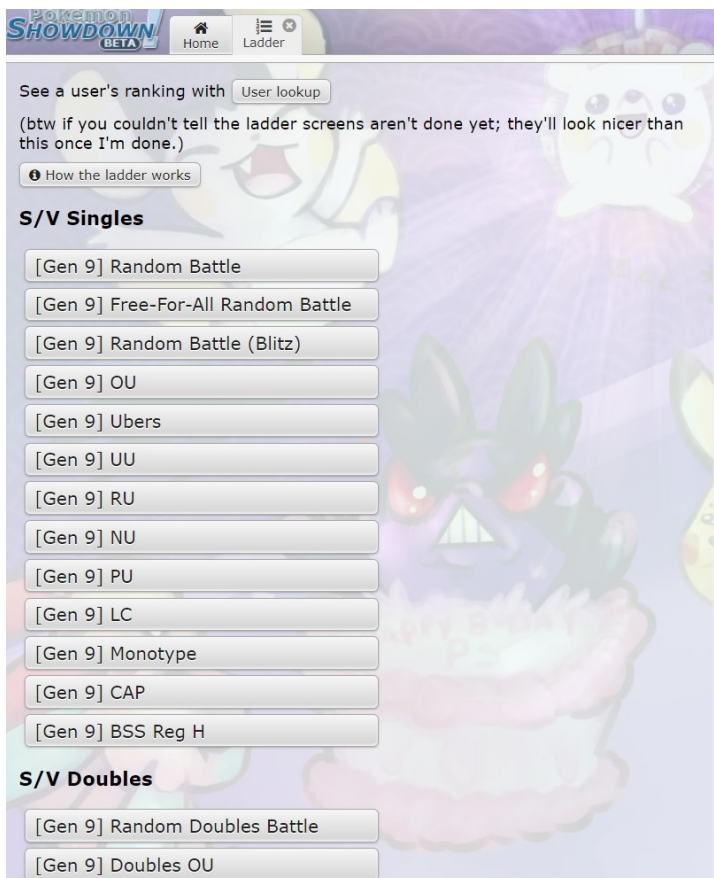 Pokémon
SHOWDOWN!
BETA
Home
Ladder
See a user's ranking with User lookup
(btw if you couldn't tell the ladder screens aren't done yet; they'll look nicer than
this once I'm done.)
How the ladder works
S/V Singles
[Gen 9] Random Battle
[Gen 9] Free-For-All Random Battle
[Gen 9] Random Battle (Blitz)
[Gen 9] OU
[Gen 9] Ubers
[Gen 9] UU
[Gen 9] RU
[Gen 9] NU
[Gen 9] PU
[Gen 9] LC
[Gen 9] Monotype
[Gen 9] CAP
[Gen 9] BSS Reg H
S/V Doubles
[Gen 9] Random Doubles Battle
[Gen 9] Doubles OU